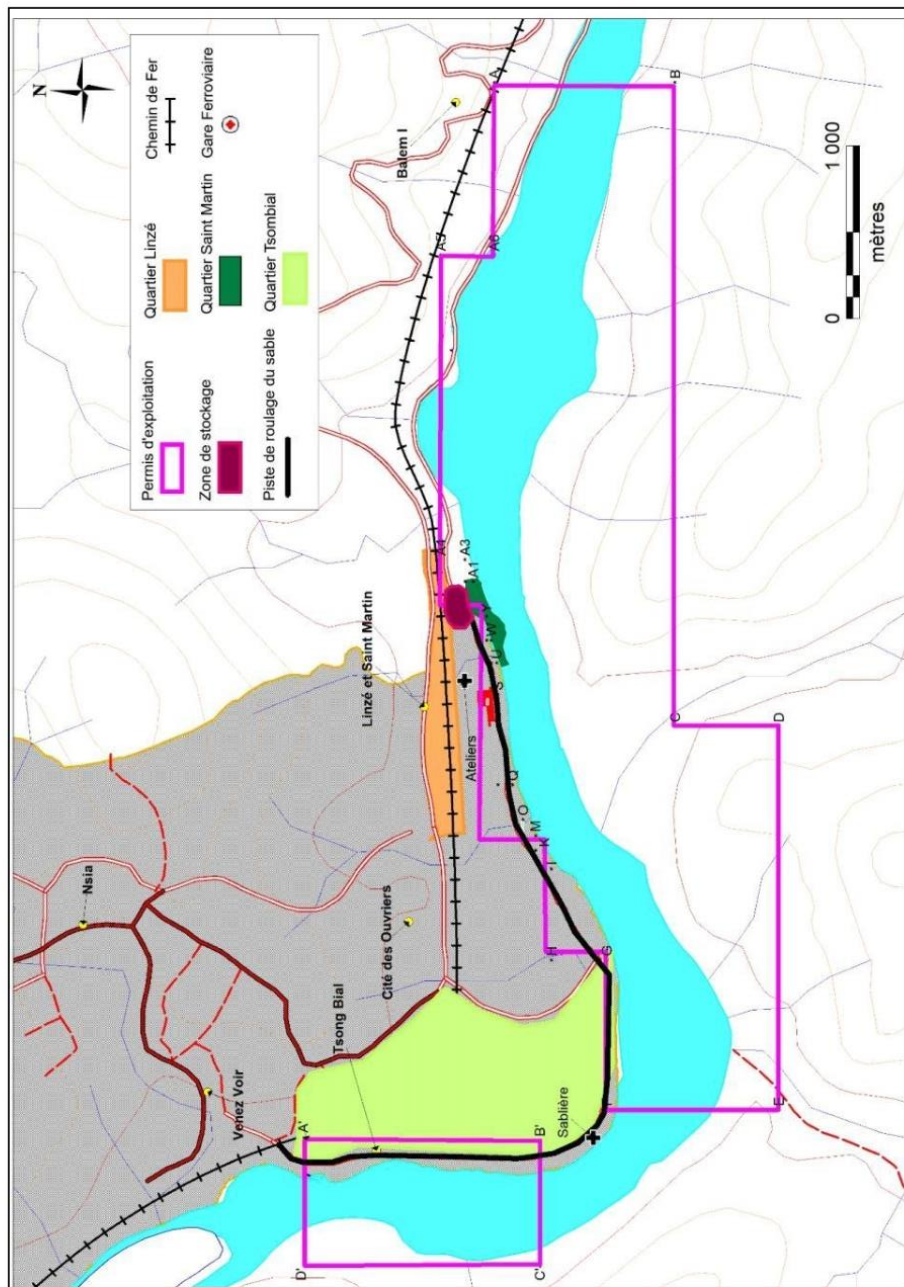 N
Permis d'exploitation
Quartier Linzé
Chemin de Fer
Zone de stockage
Quartier Saint Martin
Gare Ferroviaire
Piste de roulage du sable
Quartier Tsombial
Balem I
A
B
A5
A6
A4
A3
A1
Y
W
U
S
Q
O
M
K
I
H
G
C
D
E
Linzé et Saint Martin
Ateliers
Nsia
Cité des Ouvriers
Tsong Bial
Venez Voir
Sablière
A'
B'
C'
D'
0
1 000
mètres